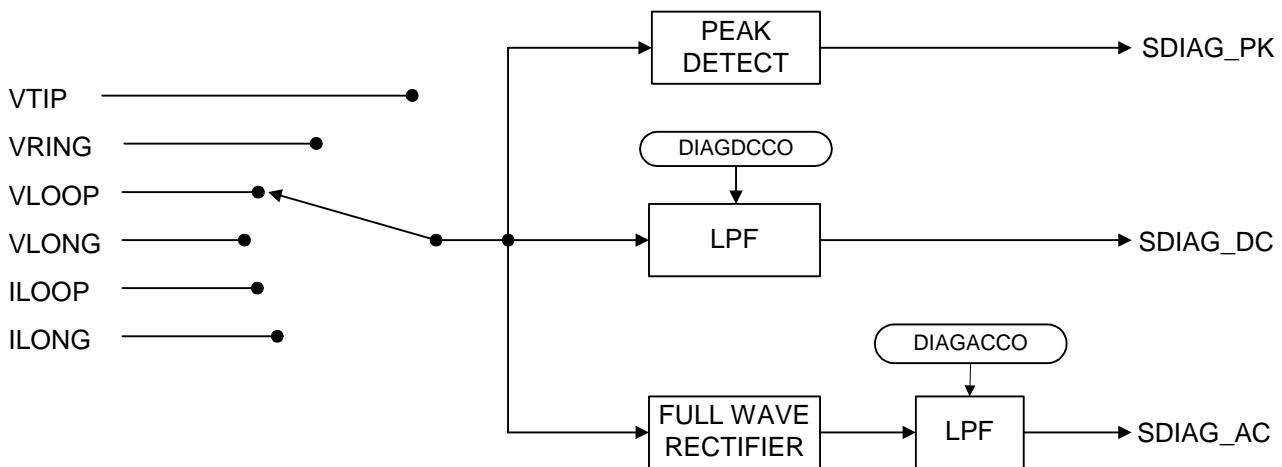 PEAK
DETECT
SDIAG_PK
VTIP
VRING
DIAGDCCO
VLOOP
LPF
SDIAG_DC
VLONG
ILOOP
ILONG
DIAGACCO
FULL WAVE
RECTIFIER
LPF
SDIAG_AC